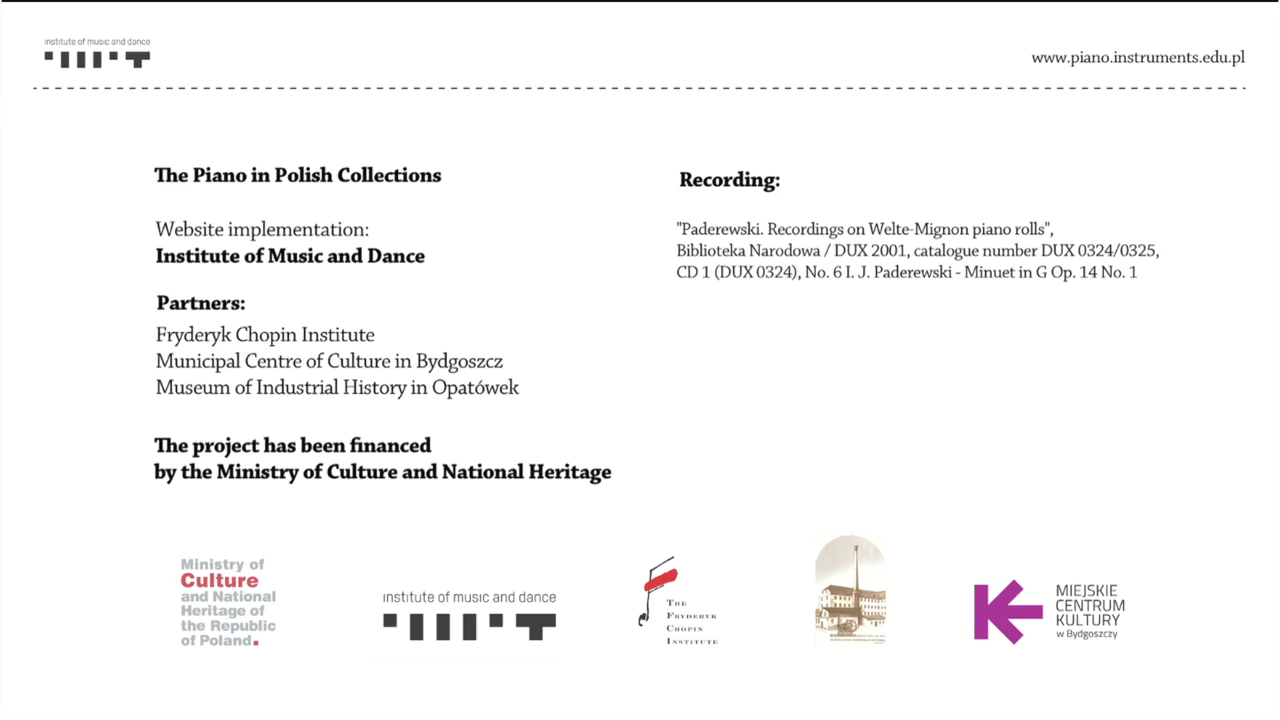 institute of music and dance
www.piano.instruments.edu.pl
The Piano in Polish Collections
Website implementation:
Institute of Music and Dance
Partners:
Fryderyk Chopin Institute
Municipal Centre of Culture in Bydgoszcz
Museum of Industrial History in Opatówek
The project has been financed
by the Ministry of Culture and National Heritage
Recording:
"Paderewski. Recordings on Welte-Mignon piano rolls",
Biblioteka Narodowa / DUX 2001, catalogue number DUX 0324/0325,
CD 1 (DUX 0324), No. 6 I. J. Paderewski - Minuet in G Op. 14 No. 1
Ministry of
Culture
and National
Heritage of
the Republic
of Poland.
institute of music and dance
THE
FRYDERYK
CHOPIN
INSTITUTE
MIEJSKIE
CENTRUM
KULTURY
w Bydgoszczy